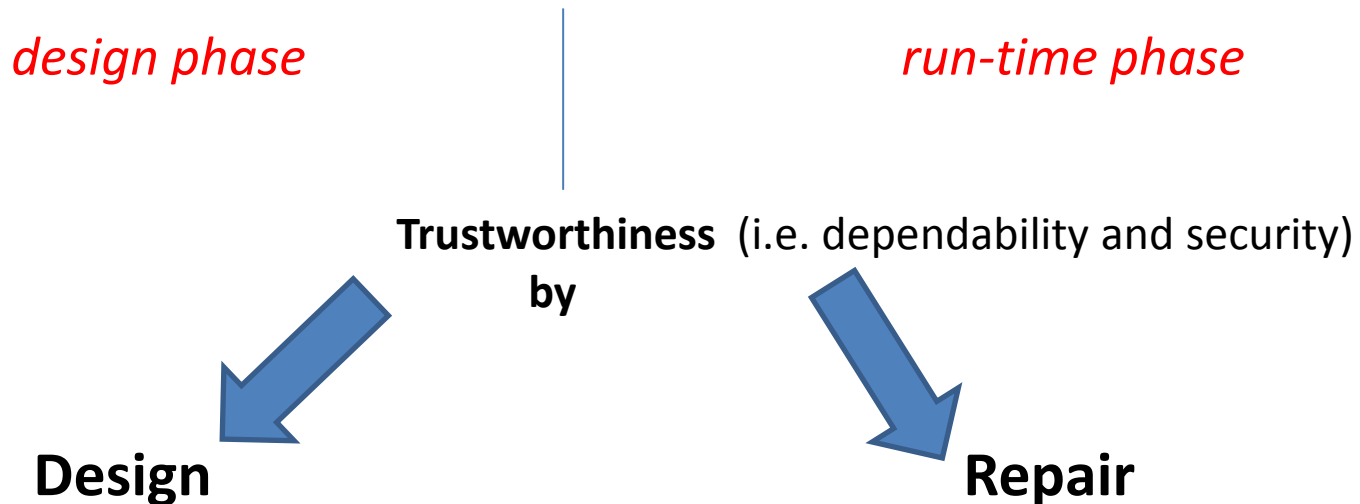 design phase
run-time phase
Trustworthiness (i.e. dependability and security)
by
Design
Repair